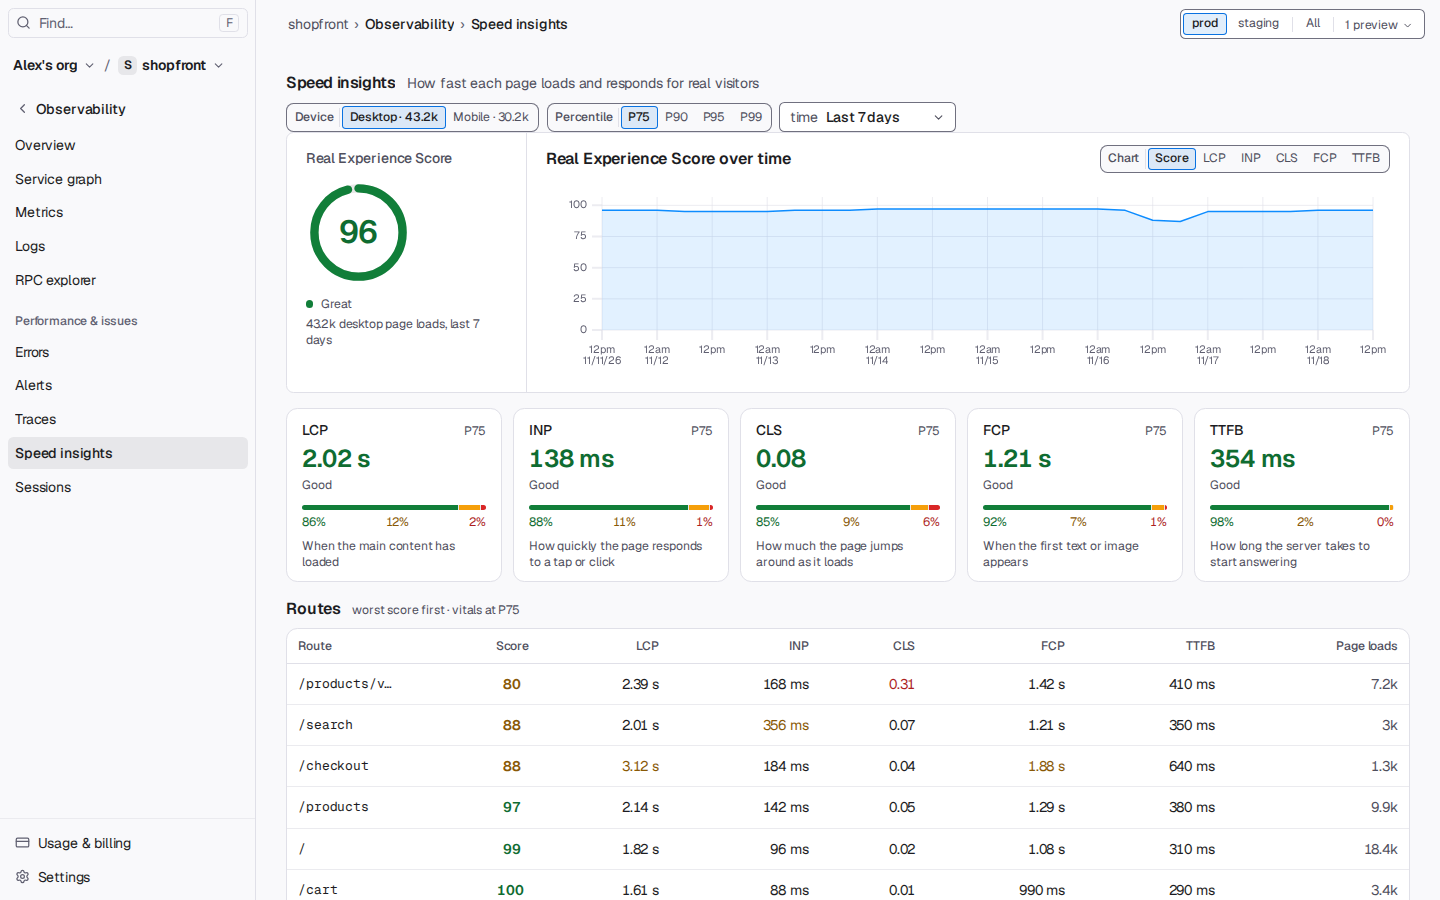 Find...
F
Alex's org / S shopfront
Observability
Overview
Service graph
Metrics
Logs
RPC explorer
Performance & issues
Errors
Alerts
Traces
Speed insights
Sessions
Usage & billing
Settings
shopfront › Observability › Speed insights
prod staging All 1 preview
Speed insights How fast each page loads and responds for real visitors
Device Desktop · 43.2k Mobile · 30.2k
Percentile P75 P90 P95 P99
time Last 7 days
Real Experience Score
96
Great
43.2k desktop page loads, last 7
days
Real Experience Score over time
Chart Score LCP INP CLS FCP TTFB
100
75
50
25
0
12pm 12am 12pm 12am 12pm 12am 12pm 12am 12pm 12am 12pm 12am 12pm 12am 12pm
11/11/26 11/12 11/13 11/14 11/15 11/16 11/17 11/18
LCP P75
2.02 s
Good
86% 12% 2%
When the main content has
loaded
INP P75
138 ms
Good
88% 11% 1%
How quickly the page responds
to a tap or click
CLS P75
0.08
Good
85% 9% 6%
How much the page jumps
around as it loads
FCP P75
1.21 s
Good
92% 7% 1%
When the first text or image
appears
TTFB P75
354 ms
Good
98% 2% 0%
How long the server takes to
start answering
Routes worst score first · vitals at P75
Route Score LCP INP CLS FCP TTFB Page loads
/products/v… 80 2.39 s 168 ms 0.31 1.42 s 410 ms 7.2k
/search 88 2.01 s 356 ms 0.07 1.21 s 350 ms 3k
/checkout 88 3.12 s 184 ms 0.04 1.88 s 640 ms 1.3k
/products 97 2.14 s 142 ms 0.05 1.29 s 380 ms 9.9k
/ 99 1.82 s 96 ms 0.02 1.08 s 310 ms 18.4k
/cart 100 1.61 s 88 ms 0.01 990 ms 290 ms 3.4k